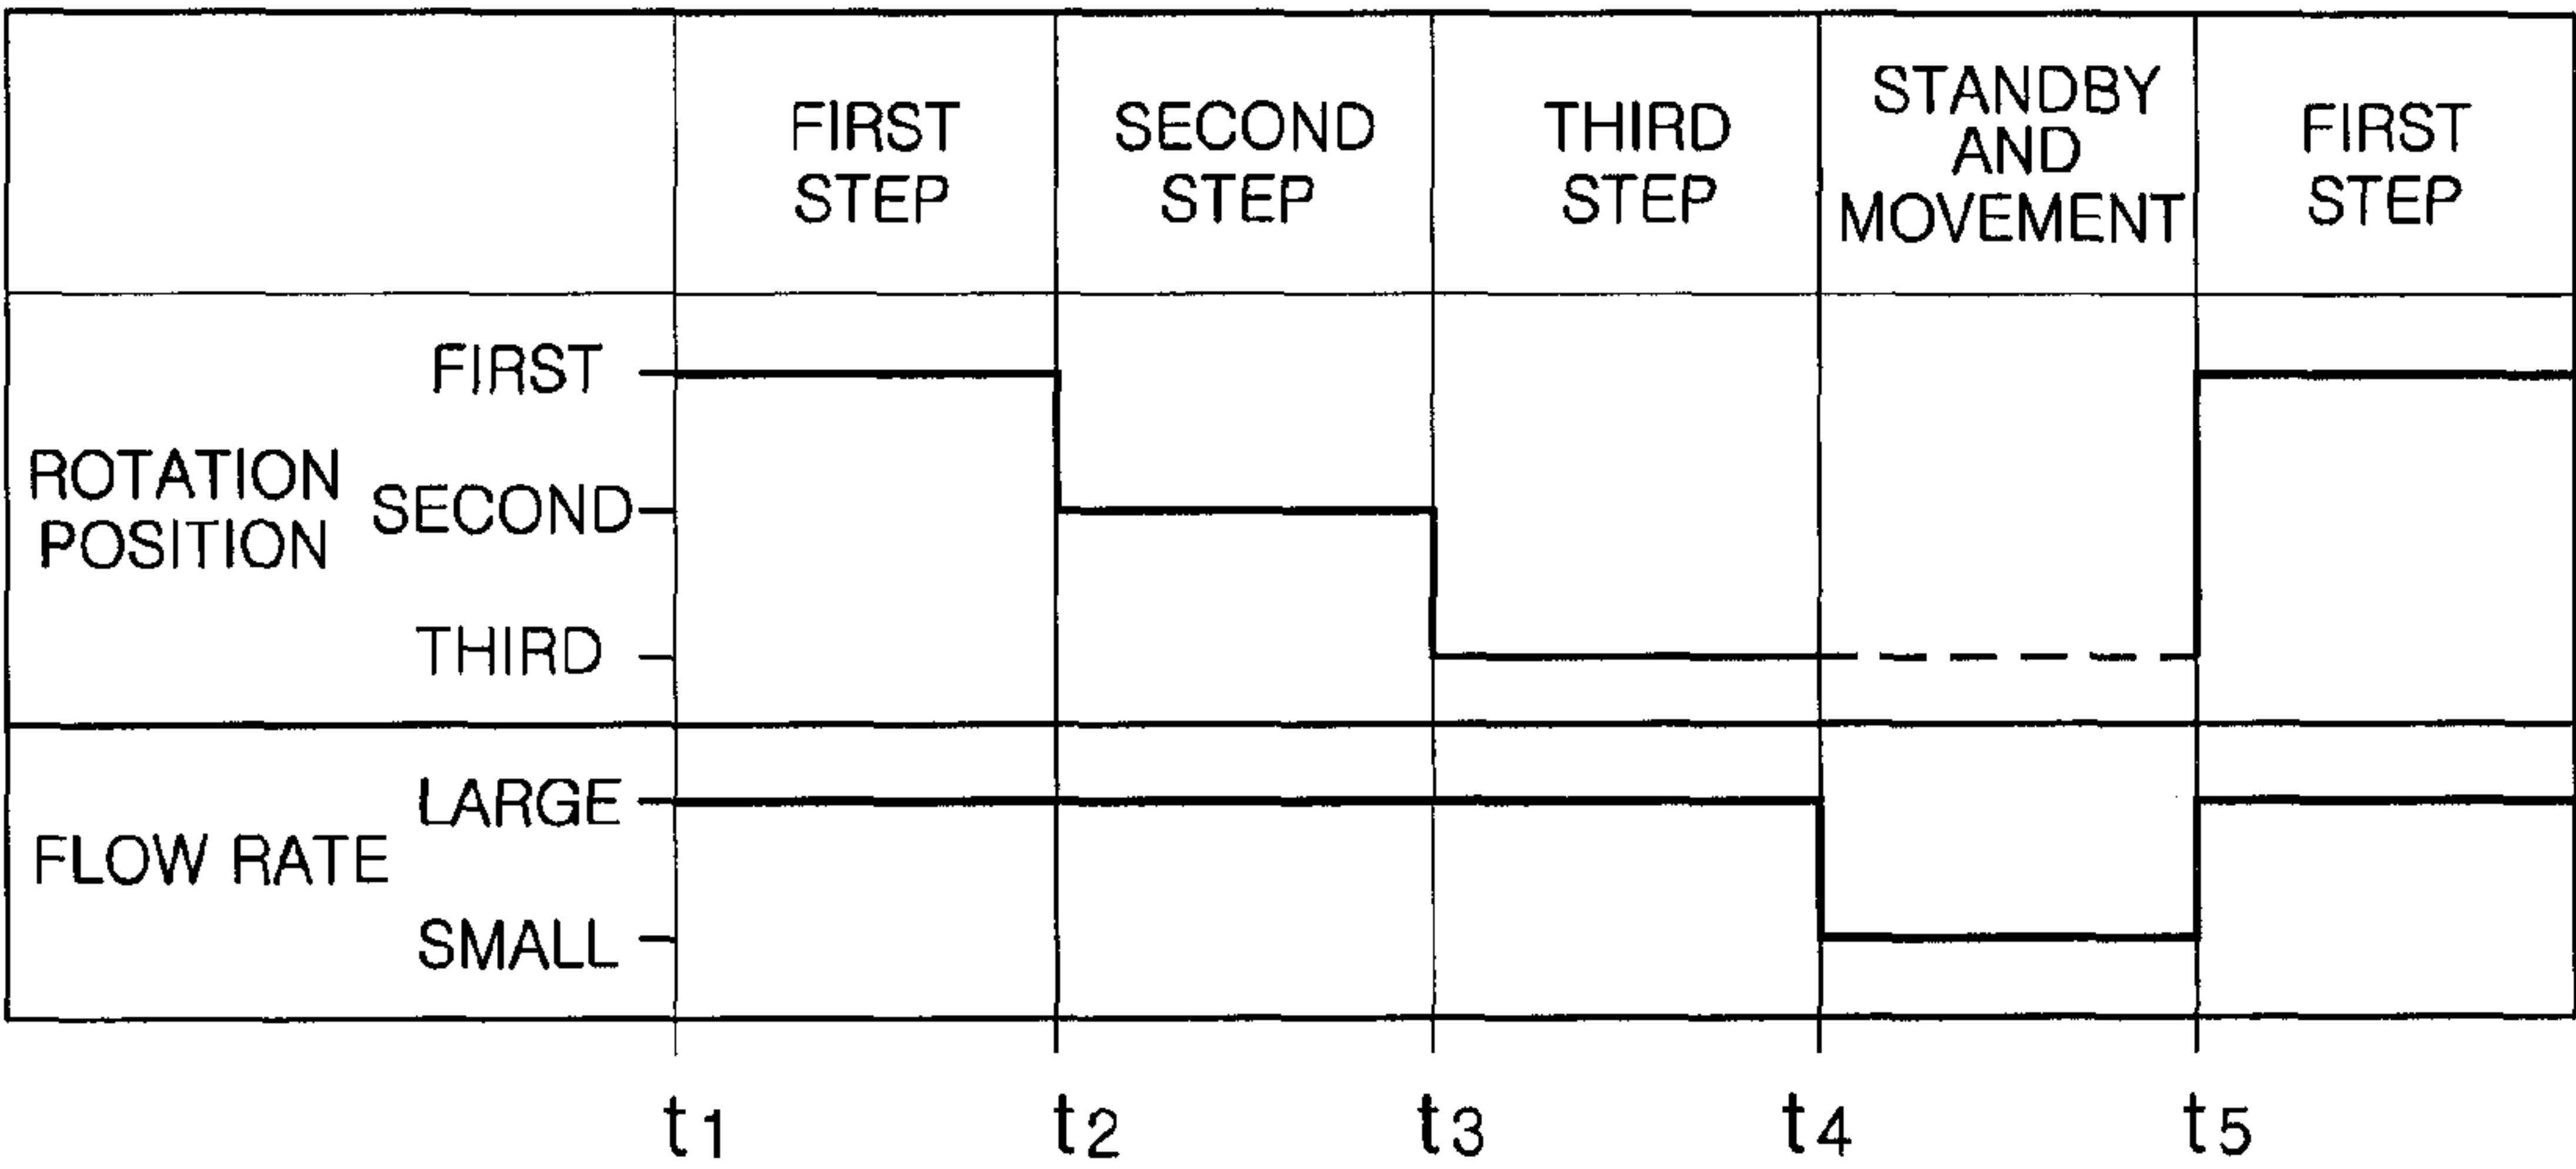 FIRST
STEP
SECOND
STEP
THIRD
STEP
STANDBY
AND
MOVEMENT
FIRST
STEP
ROTATION
POSITION
FIRST
SECOND
THIRD
FLOW RATE
LARGE
SMALL
t1
t2
t3
t4
t5